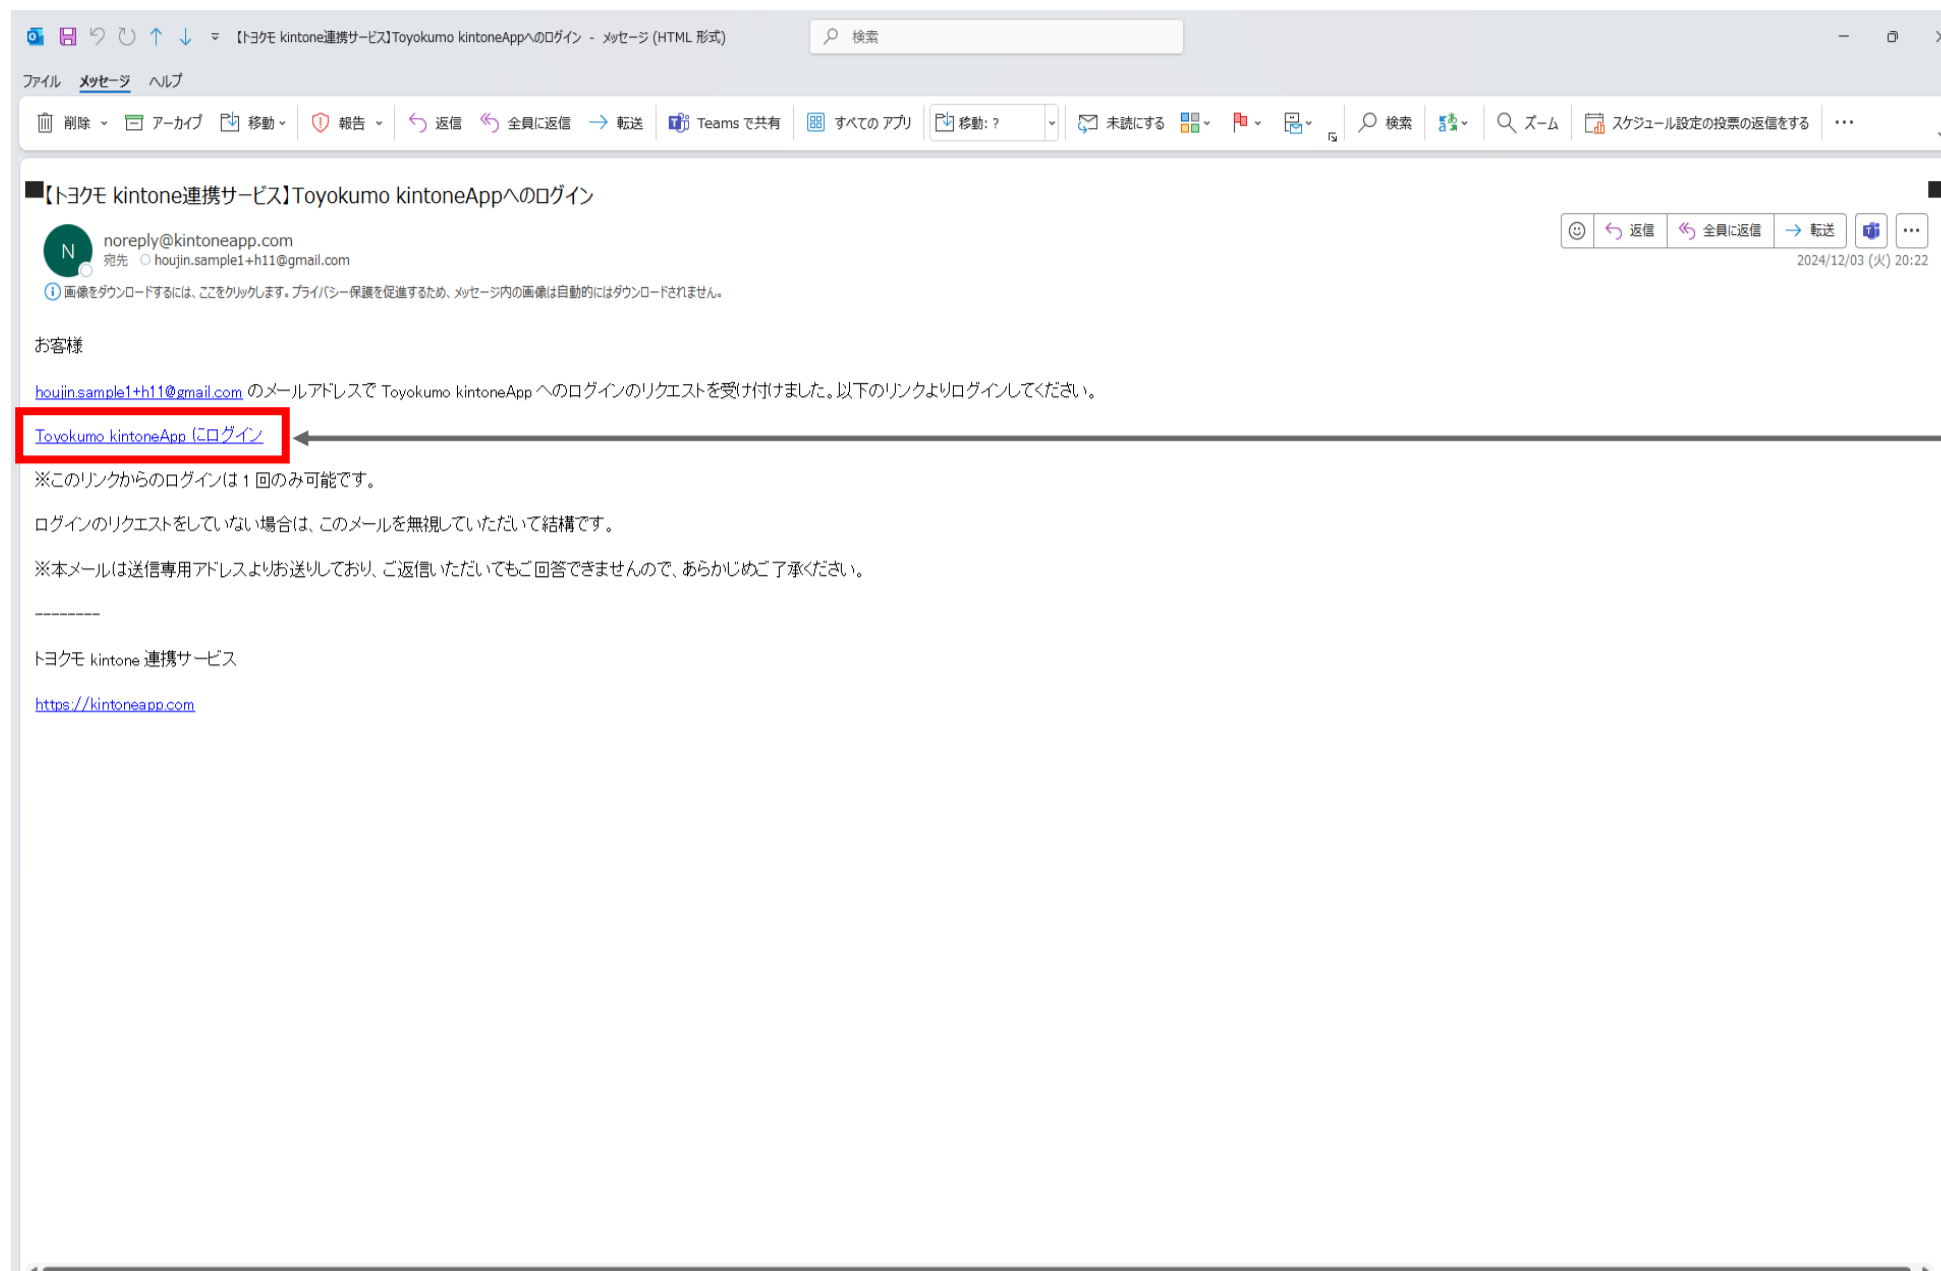 【トヨクモ kintone連携サービス】Toyokumo kintoneAppへのログイン - メッセージ (HTML 形式)
検索
ファイル メッセージ ヘルプ
削除 アーカイブ 移動 報告 返信 全員に返信 転送 Teams で共有 すべての アプリ 移動: ? 未読にする 検索 ズーム スケジュール設定の投票の返信をする ...
【トヨクモ kintone連携サービス】Toyokumo kintoneAppへのログイン
N
noreply@kintoneapp.com
宛先 houjin.sample1+h11@gmail.com
返信 全員に返信 転送 ...
2024/12/03 (火) 20:22
画像をダウンロードするには、ここをクリックします。プライバシー保護を促進するため、メッセージ内の画像は自動的にはダウンロードされません。
お客様
houjin.sample1+h11@gmail.com のメールアドレスで Toyokumo kintoneApp へのログインのリクエストを受け付けました。以下のリンクよりログインしてください。
Toyokumo kintoneApp にログイン
※このリンクからのログインは 1 回のみ可能です。
ログインのリクエストをしていない場合は、このメールを無視していただいて結構です。
※本メールは送信専用アドレスよりお送りしており、ご返信いただいてもご回答できませんので、あらかじめご了承ください。
--------
トヨクモ kintone 連携サービス
https://kintoneapp.com